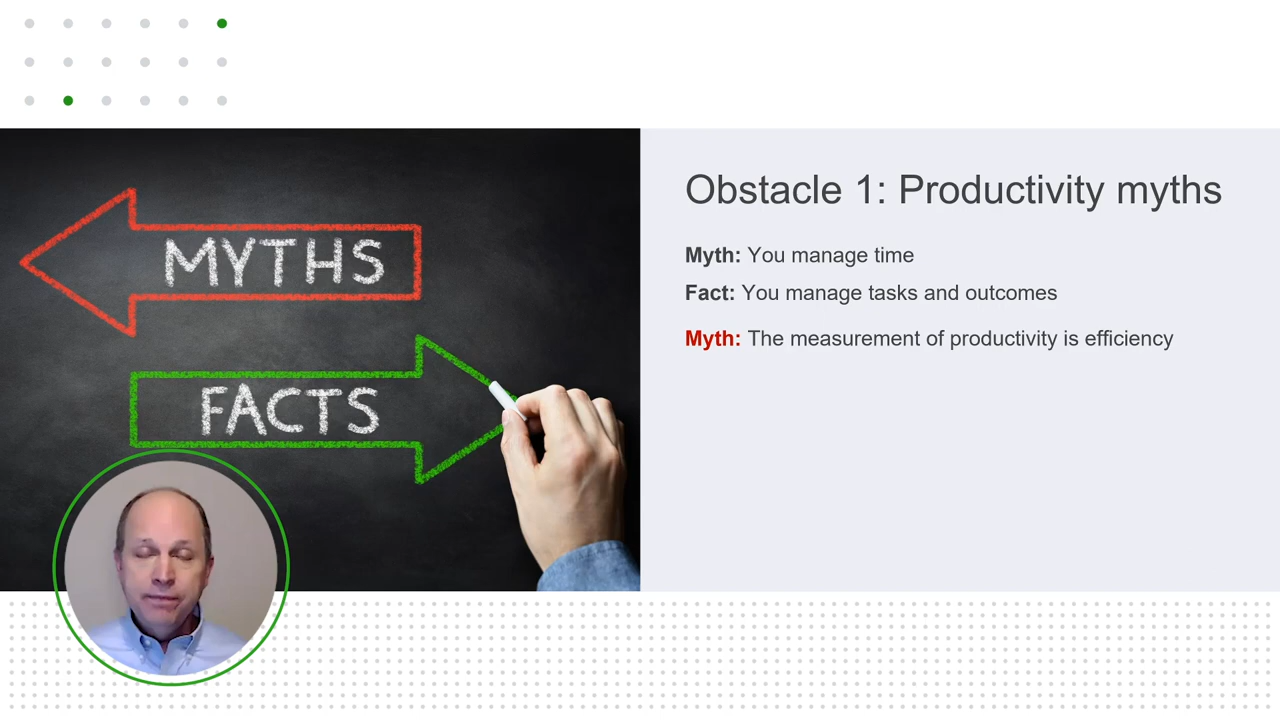 MYTHS
FACTS
Obstacle 1: Productivity myths
Myth: You manage time
Fact: You manage tasks and outcomes
Myth: The measurement of productivity is efficiency